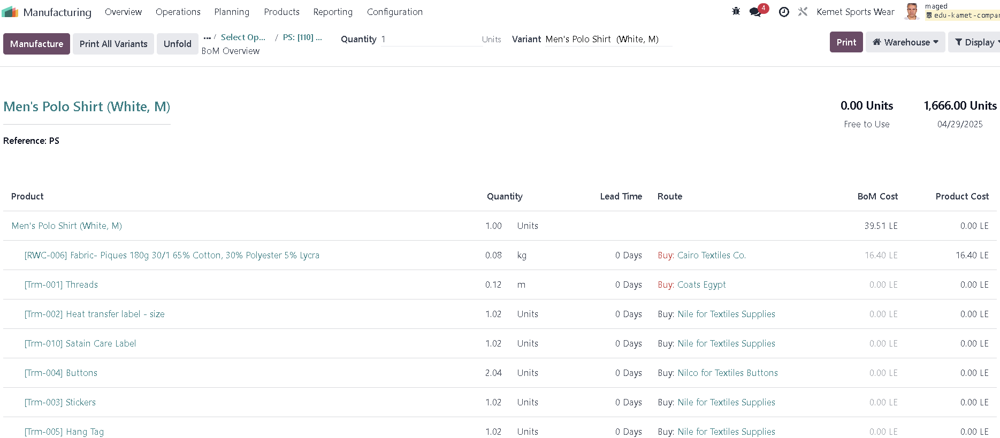 Manufacturing Overview Operations Planning Products Reporting Configuration 4 Kemet Sports Wear maged
edu-kamet-compar
Manufacture Print All Variants Unfold ... / Select Op... / PS: [110] ... Quantity 1 Units Variant Men's Polo Shirt (White, M) Print Warehouse Display
BoM Overview
Men's Polo Shirt (White, M) 0.00 Units 1,666.00 Units
Free to Use 04/29/2025
Reference: PS
Product Quantity Lead Time Route BoM Cost Product Cost
Men's Polo Shirt (White, M) 1.00 Units 39.51 LE 0.00 LE
[RWC-006] Fabric- Piques 180g 30/1 65% Cotton, 30% Polyester 5% Lycra 0.08 kg 0 Days Buy: Cairo Textiles Co. 16.40 LE 16.40 LE
[Trm-001] Threads 0.12 m 0 Days Buy: Coats Egypt 0.00 LE 0.00 LE
[Trm-002] Heat transfer label - size 1.02 Units 0 Days Buy: Nile for Textiles Supplies 0.00 LE 0.00 LE
[Trm-010] Satain Care Label 1.02 Units 0 Days Buy: Nile for Textiles Supplies 0.00 LE 0.00 LE
[Trm-004] Buttons 2.04 Units 0 Days Buy: Nilco for Textiles Buttons 0.00 LE 0.00 LE
[Trm-003] Stickers 1.02 Units 0 Days Buy: Nile for Textiles Supplies 0.00 LE 0.00 LE
[Trm-005] Hang Tag 1.02 Units 0 Days Buy: Nile for Textiles Supplies 0.00 LE 0.00 LE